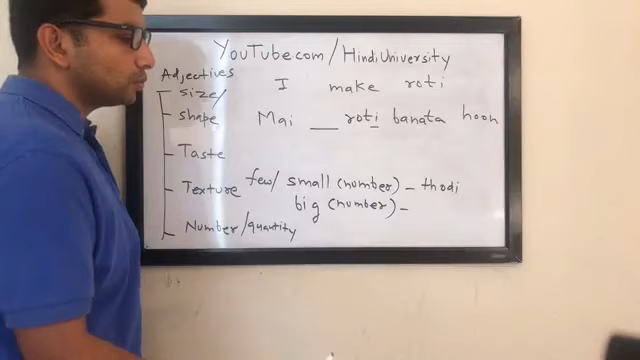 YouTube.com/HindiUniversity
Adjectives
I make roti
size/
shape
Mai ___ roti banata hoon
Taste
Texture
few/ small (number) - thodi
big (number) -
Number/quantity